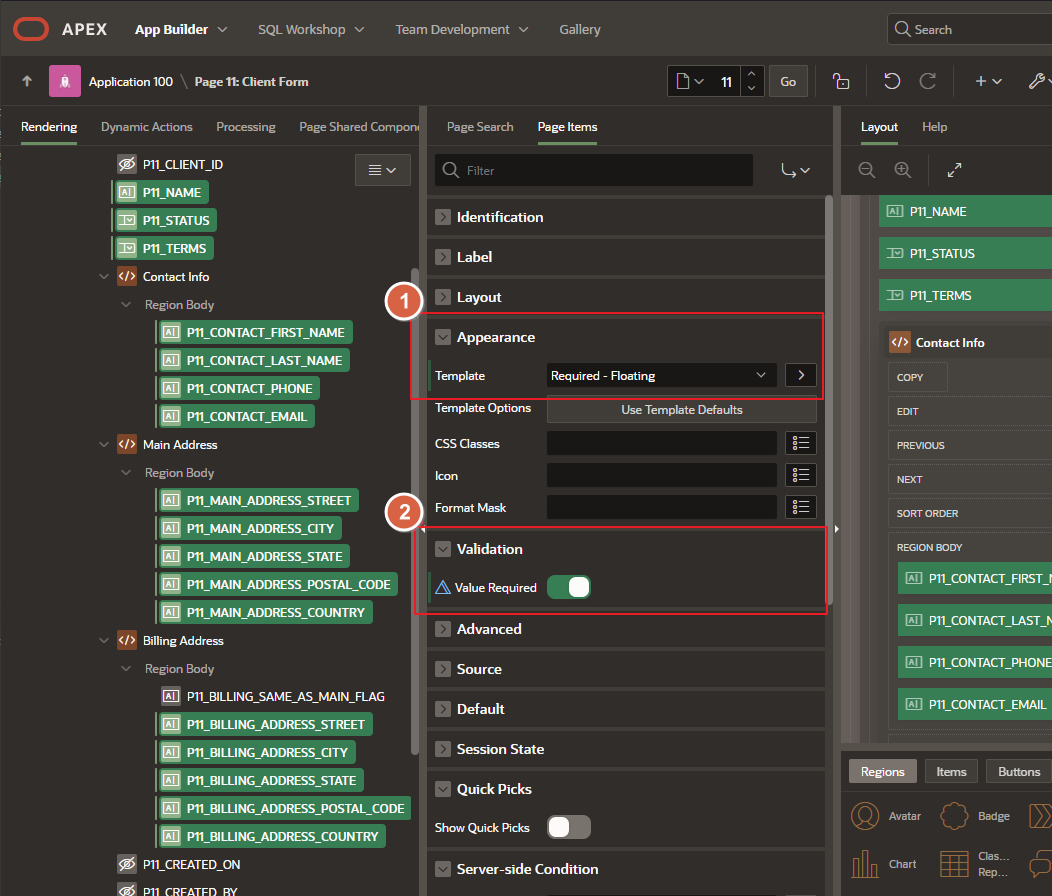 APEX App Builder SQL Workshop Team Development Gallery Search
Application 100 \ Page 11: Client Form 11 Go
Rendering Dynamic Actions Processing Page Shared Compon
P11_CLIENT_ID
P11_NAME
P11_STATUS
P11_TERMS
Contact Info
Region Body
P11_CONTACT_FIRST_NAME
P11_CONTACT_LAST_NAME
P11_CONTACT_PHONE
P11_CONTACT_EMAIL
Main Address
Region Body
P11_MAIN_ADDRESS_STREET
P11_MAIN_ADDRESS_CITY
P11_MAIN_ADDRESS_STATE
P11_MAIN_ADDRESS_POSTAL_CODE
P11_MAIN_ADDRESS_COUNTRY
Billing Address
Region Body
P11_BILLING_SAME_AS_MAIN_FLAG
P11_BILLING_ADDRESS_STREET
P11_BILLING_ADDRESS_CITY
P11_BILLING_ADDRESS_STATE
P11_BILLING_ADDRESS_POSTAL_CODE
P11_BILLING_ADDRESS_COUNTRY
P11_CREATED_ON
P11_CREATED_BY
Page Search Page Items
Filter
Identification
Label
Layout
1
Appearance
Template Required - Floating
Template Options Use Template Defaults
CSS Classes
Icon
Format Mask
2
Validation
Value Required
Advanced
Source
Default
Session State
Quick Picks
Show Quick Picks
Server-side Condition
Layout Help
P11_NAME
P11_STATUS
P11_TERMS
Contact Info
COPY
EDIT
PREVIOUS
NEXT
SORT ORDER
REGION BODY
P11_CONTACT_FIRST_N
P11_CONTACT_LAST_N
P11_CONTACT_PHONE
P11_CONTACT_EMAIL
Regions Items Buttons
Avatar Badge
Chart Clas...
Rep...